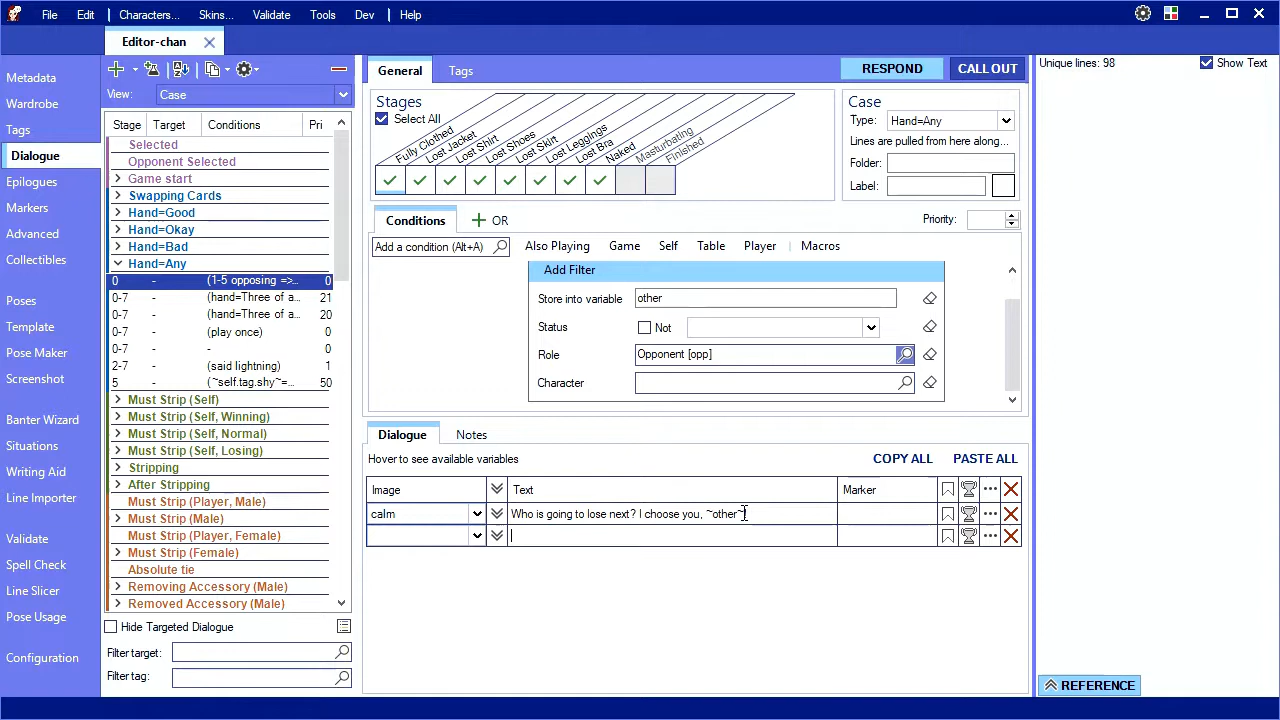 File Edit Characters... Skins... Validate Tools Dev Help
Editor-chan
Metadata
Wardrobe
Tags
Dialogue
Epilogues
Markers
Advanced
Collectibles
Poses
Template
Pose Maker
Screenshot
Banter Wizard
Situations
Writing Aid
Line Importer
Validate
Spell Check
Line Slicer
Pose Usage
Configuration
View: Case
Stage Target Conditions Pri
Selected
Opponent Selected
Game start
Swapping Cards
Hand=Good
Hand=Okay
Hand=Bad
Hand=Any
0 - (1-5 opposing =>... 0
0-7 - (hand=Three of a... 21
0-7 - (hand=Three of a... 20
0-7 - (play once) 0
0-7 - - 0
2-7 - (said lightning) 1
5 - (~self.tag.shy~=... 50
Must Strip (Self)
Must Strip (Self, Winning)
Must Strip (Self, Normal)
Must Strip (Self, Losing)
Stripping
After Stripping
Must Strip (Player, Male)
Must Strip (Male)
Must Strip (Player, Female)
Must Strip (Female)
Absolute tie
Removing Accessory (Male)
Removed Accessory (Male)
Hide Targeted Dialogue
Filter target:
Filter tag:
General Tags RESPOND CALL OUT
Stages
Select All
Fully Clothed
Lost Jacket
Lost Shirt
Lost Shoes
Lost Skirt
Lost Leggings
Lost Bra
Naked
Masturbating
Finished
Case
Type: Hand=Any
Lines are pulled from here along...
Folder:
Label:
Conditions OR Priority:
Add a condition (Alt+A) Also Playing Game Self Table Player Macros
Add Filter
Store into variable other
Status Not
Role Opponent [opp]
Character
Dialogue Notes
Hover to see available variables COPY ALL PASTE ALL
Image Text Marker
calm Who is going to lose next? I choose you, ~other~
Unique lines: 98 Show Text
REFERENCE